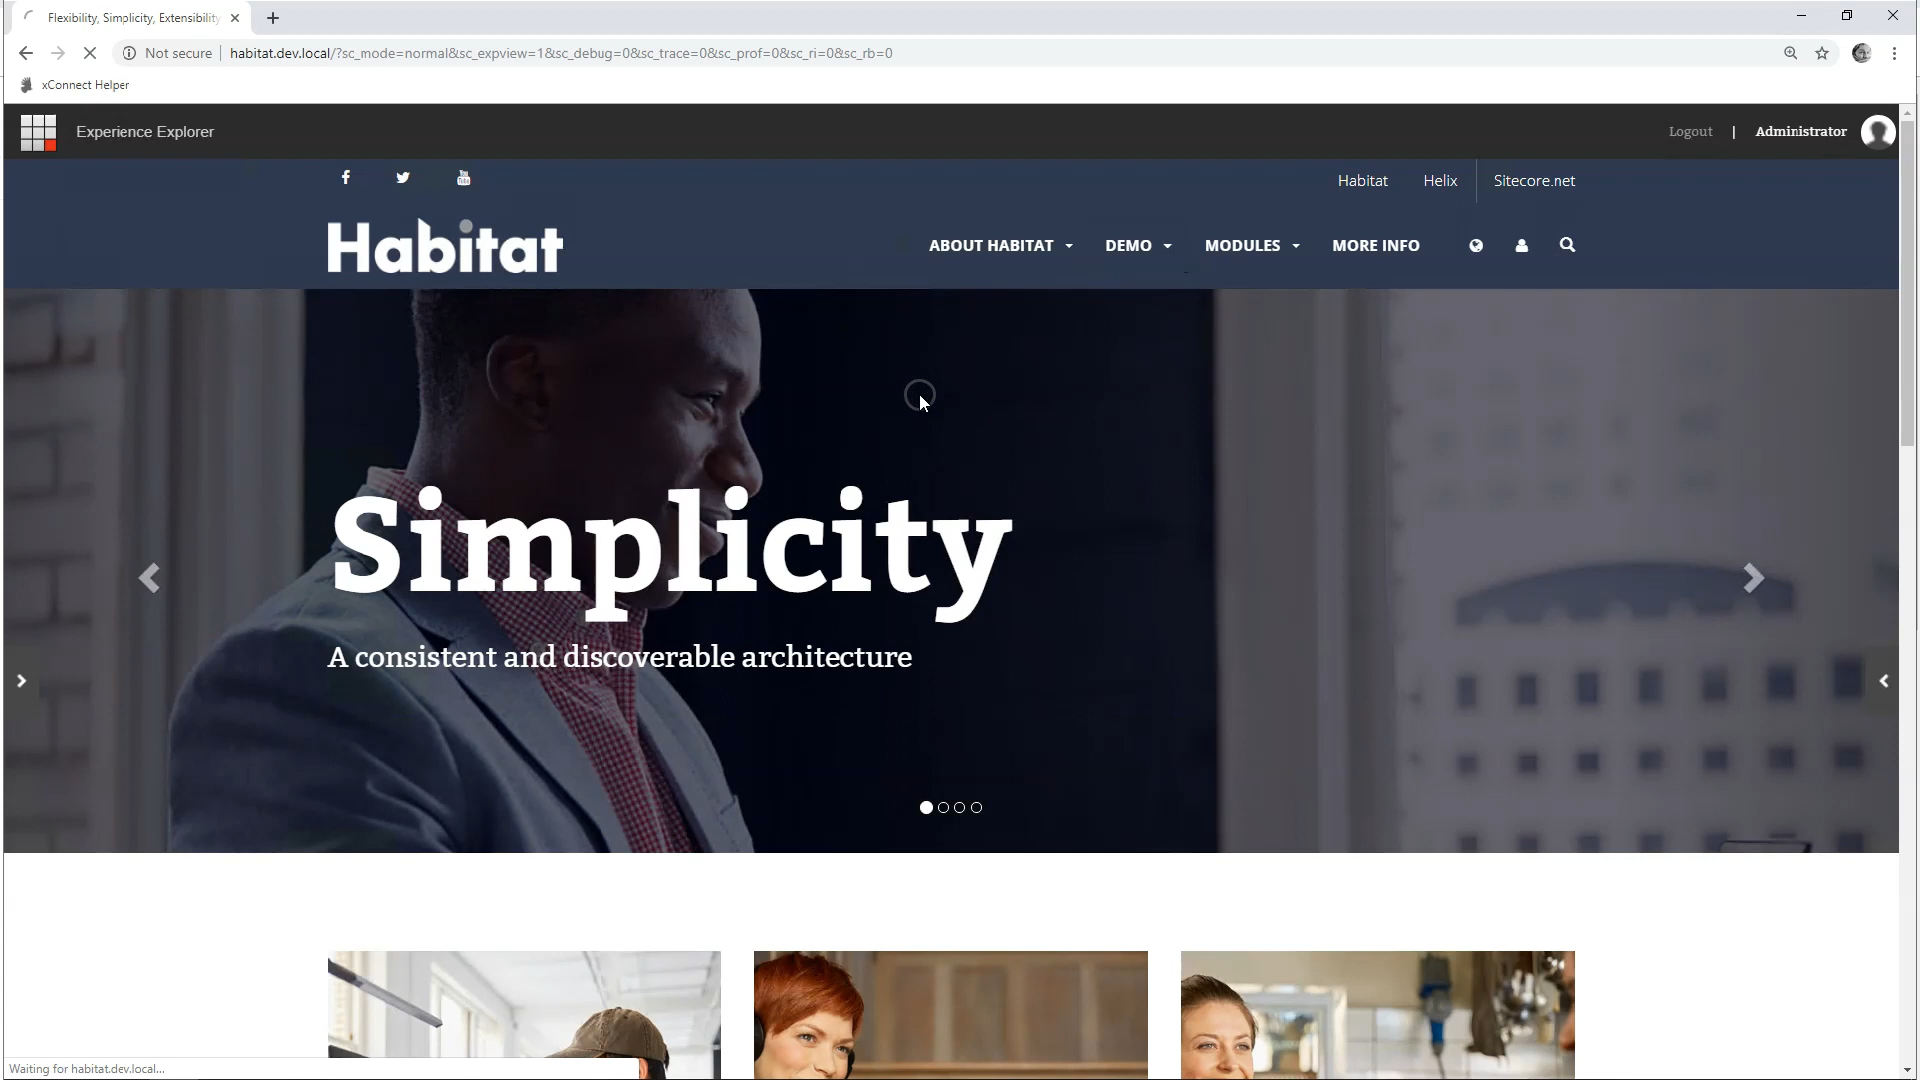 Flexibility, Simplicity, Extensibility
Not secure
habitat.dev.local/?sc_mode=normal&sc_expview=1&sc_debug=0&sc_trace=0&sc_prof=0&sc_ri=0&sc_rb=0
xConnect Helper
Experience Explorer
Logout | Administrator
Habitat Helix Sitecore.net
Habitat
ABOUT HABITAT DEMO MODULES MORE INFO
Simplicity
A consistent and discoverable architecture
Waiting for habitat.dev.local...